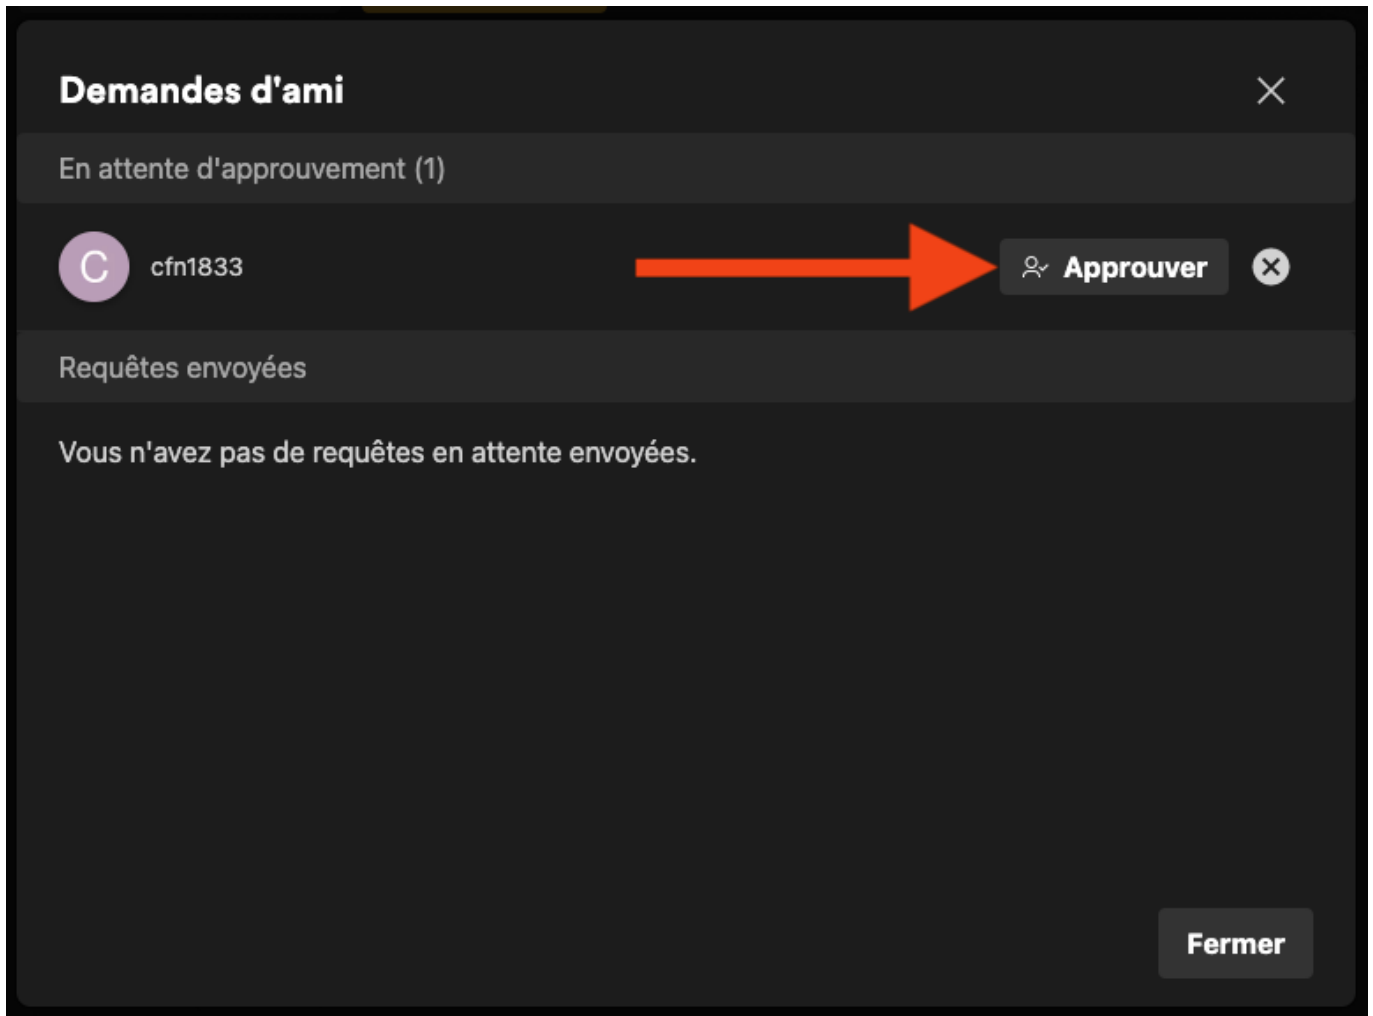 Demandes d'ami
En attente d'approuvement (1)
C
cfn1833
Approuver
Requêtes envoyées
Vous n'avez pas de requêtes en attente envoyées.
Fermer